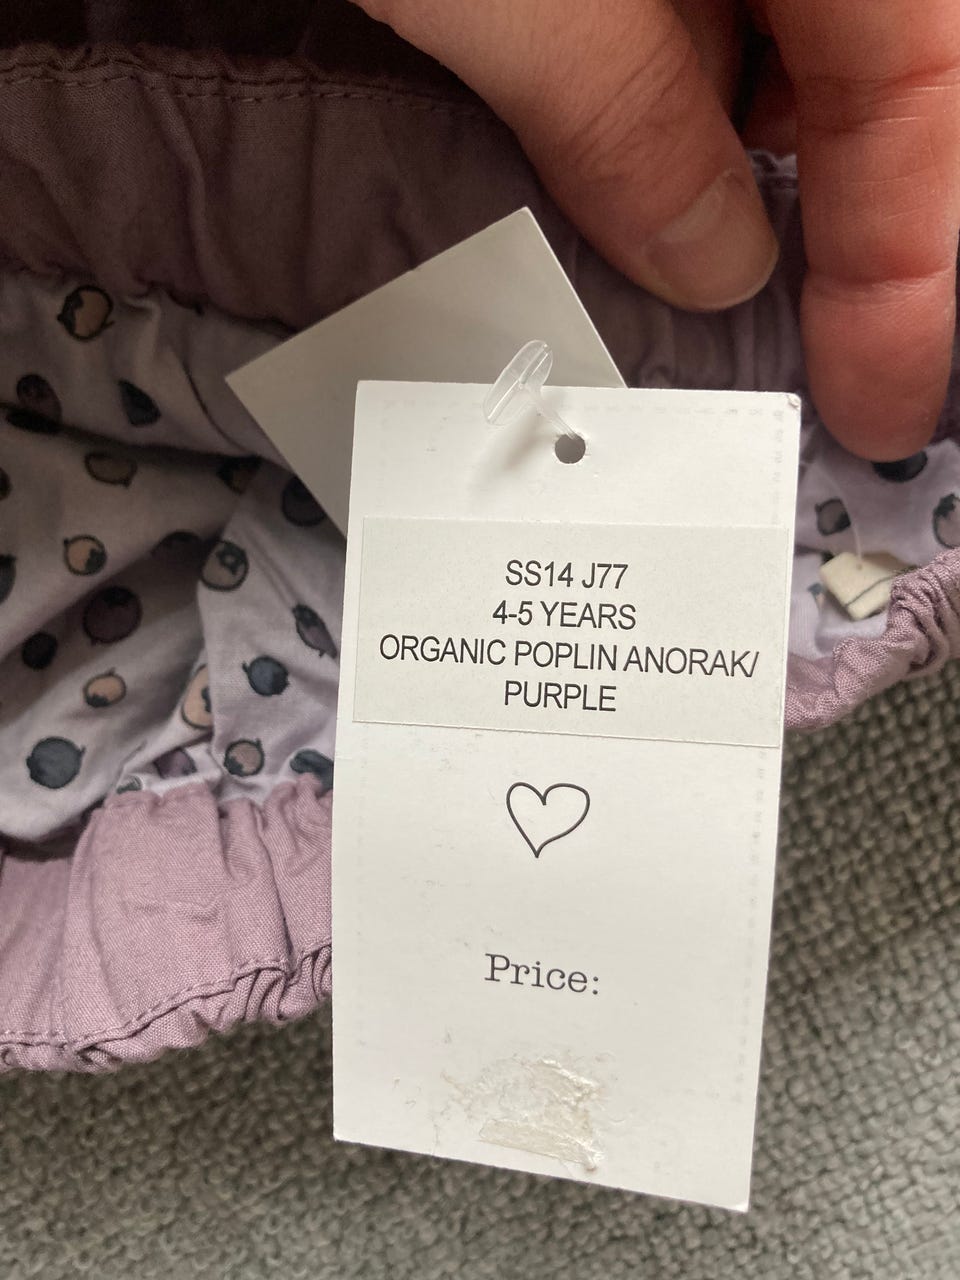 SS14 J77
4-5 YEARS
ORGANIC POPLIN ANORAK/
PURPLE
Price: